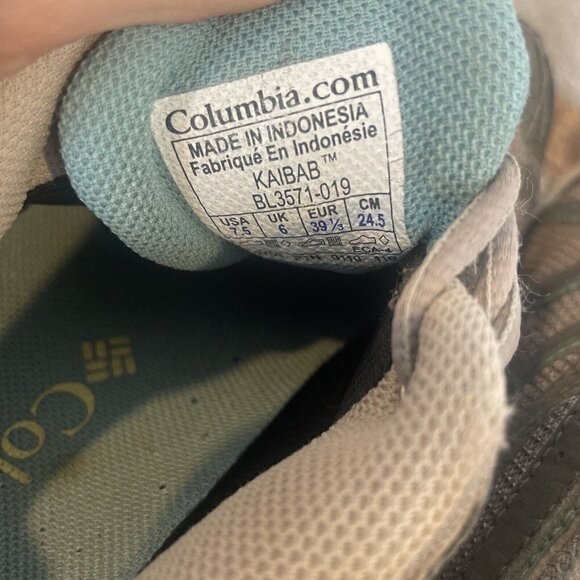 Columbia.com
MADE IN INDONESIA
Fabriqué En Indonésie
KAIBAB™
BL3571-019
USA UK EUR CM
7.5 6 39 1/3 24.5
Col